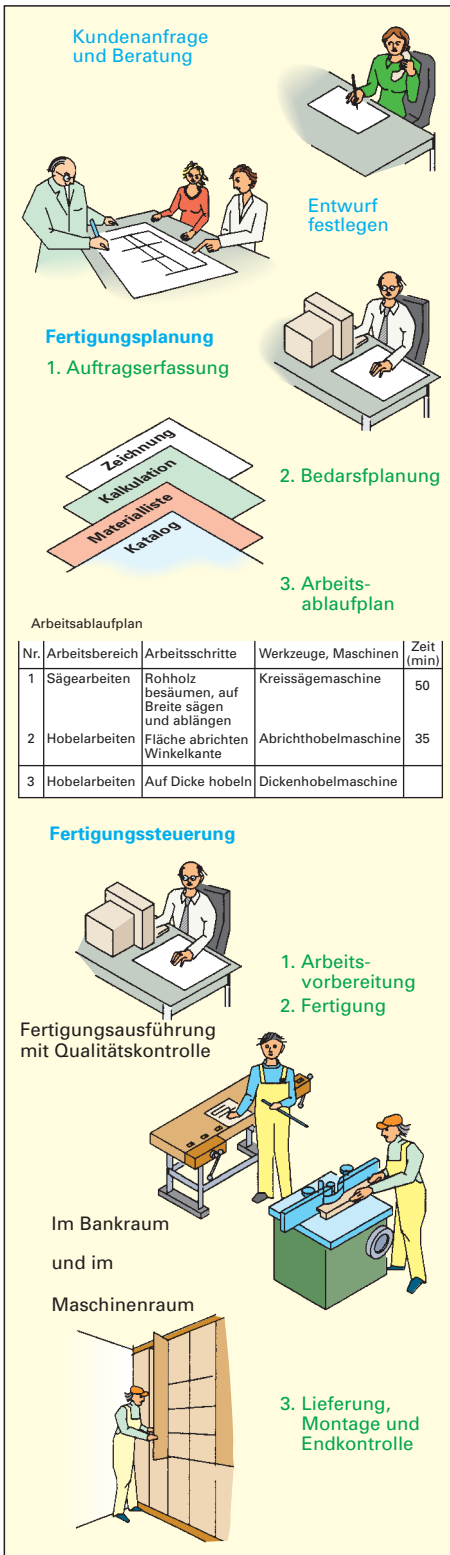 Kundenanfrage
und Beratung
Entwurf
festlegen
Fertigungsplanung
1. Auftragserfassung
Zeichnung
Kalkulation
Materialliste
Katalog
2. Bedarsfplanung
3. Arbeits-
ablaufplan
Arbeitsablaufplan
Nr. Arbeitsbereich Arbeitsschritte Werkzeuge, Maschinen Zeit
(min)
1 Sägearbeiten Rohholz Kreissägemaschine 50
besäumen, auf
Breite sägen
und ablängen
2 Hobelarbeiten Fläche abrichten Abrichthobelmaschine 35
Winkelkante
3 Hobelarbeiten Auf Dicke hobeln Dickenhobelmaschine
Fertigungssteuerung
1. Arbeits-
vorbereitung
2. Fertigung
Fertigungsausführung
mit Qualitätskontrolle
Im Bankraum
und im
Maschinenraum
3. Lieferung,
Montage und
Endkontrolle